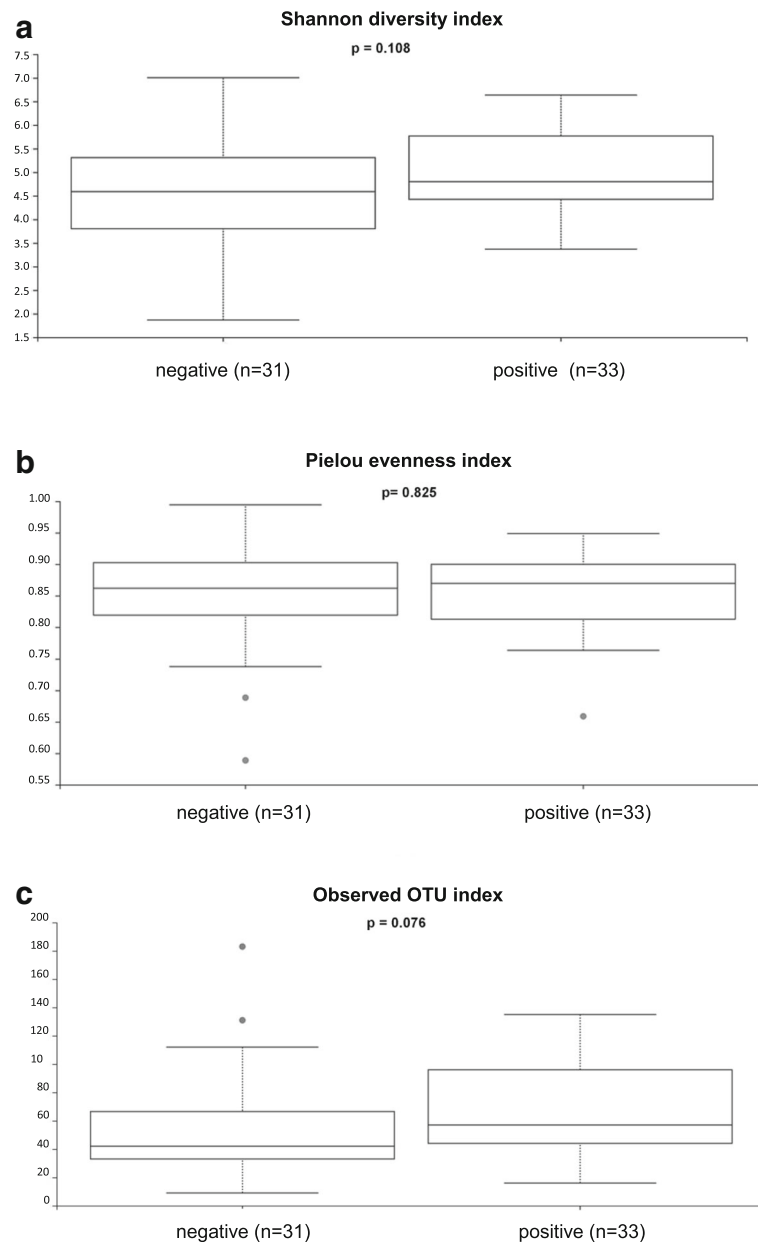 a
Shannon diversity index
p = 0.108
7.5
7.0
6.5
6.0
5.5
5.0
4.5
4.0
3.5
3.0
2.5
2.0
1.5
negative (n=31) positive (n=33)
b
Pielou evenness index
p= 0.825
1.00
0.95
0.90
0.85
0.80
0.75
0.70
0.65
0.60
0.55
negative (n=31) positive (n=33)
c
Observed OTU index
p = 0.076
200
180
160
140
120
10
80
60
40
20
0
negative (n=31) positive (n=33)